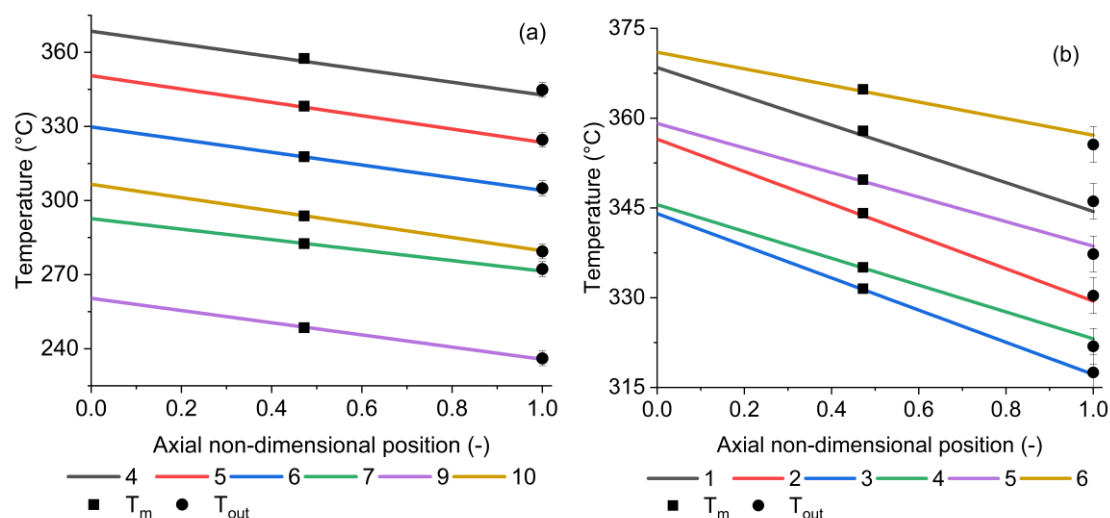 (a)
Temperature (°C)
360
330
300
270
240
0.0 0.2 0.4 0.6 0.8 1.0
Axial non-dimensional position (-)
4 5 6 7 9 10
Tm Tout
(b)
Temperature (°C)
375
360
345
330
315
0.0 0.2 0.4 0.6 0.8 1.0
Axial non-dimensional position (-)
1 2 3 4 5 6
Tm Tout